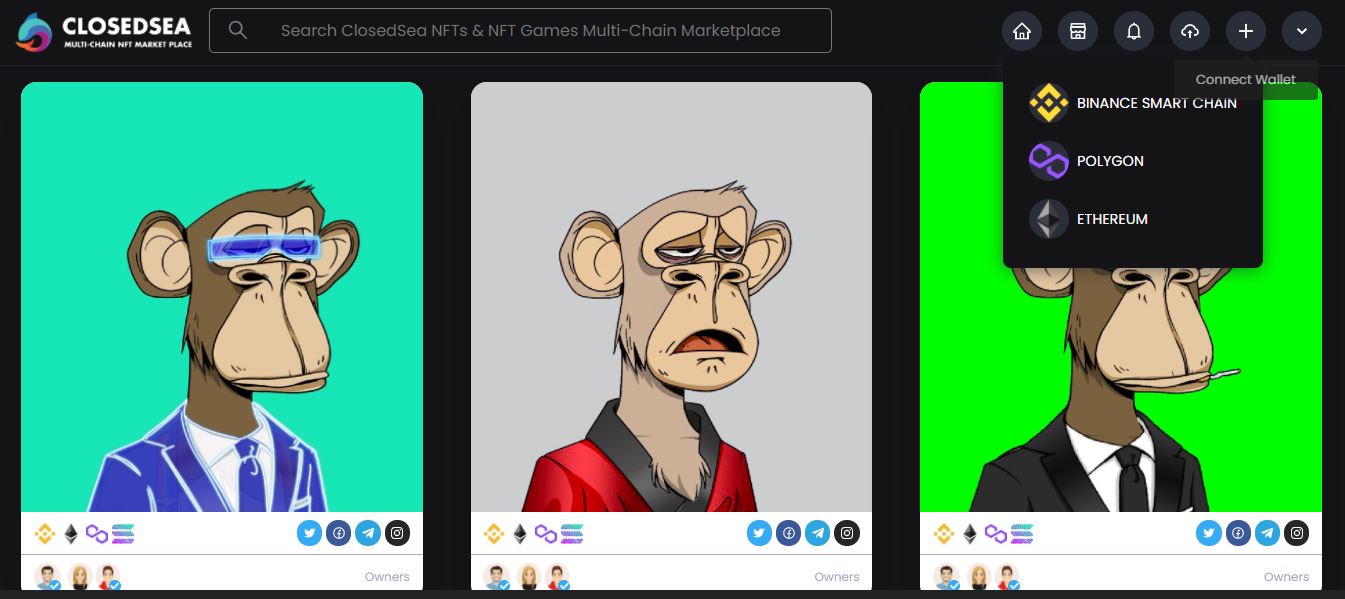 CLOSEDSEA
MULTI-CHAIN NFT MARKET PLACE
Search ClosedSea NFTs & NFT Games Multi-Chain Marketplace
Connect Wallet
BINANCE SMART CHAIN
POLYGON
ETHEREUM
Owners
Owners
Owners